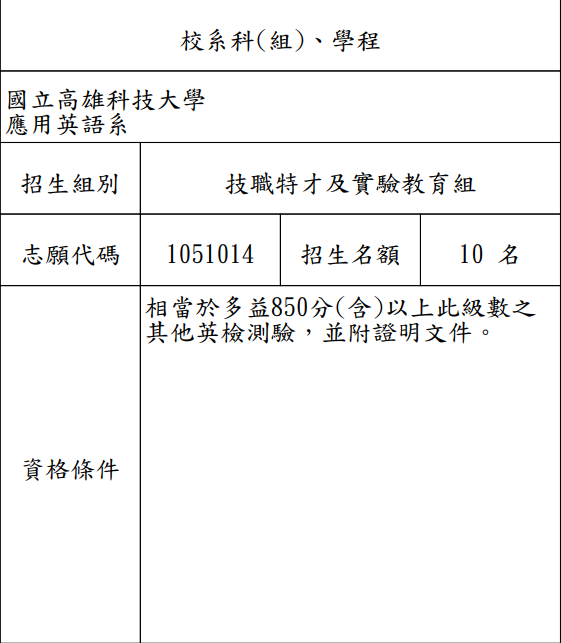 校系科(組)、學程
國立高雄科技大學
應用英語系
招生組別 技職特才及實驗教育組
志願代碼 1051014 招生名額 10 名
資格條件
相當於多益850分(含)以上此級數之
其他英檢測驗，並附證明文件。